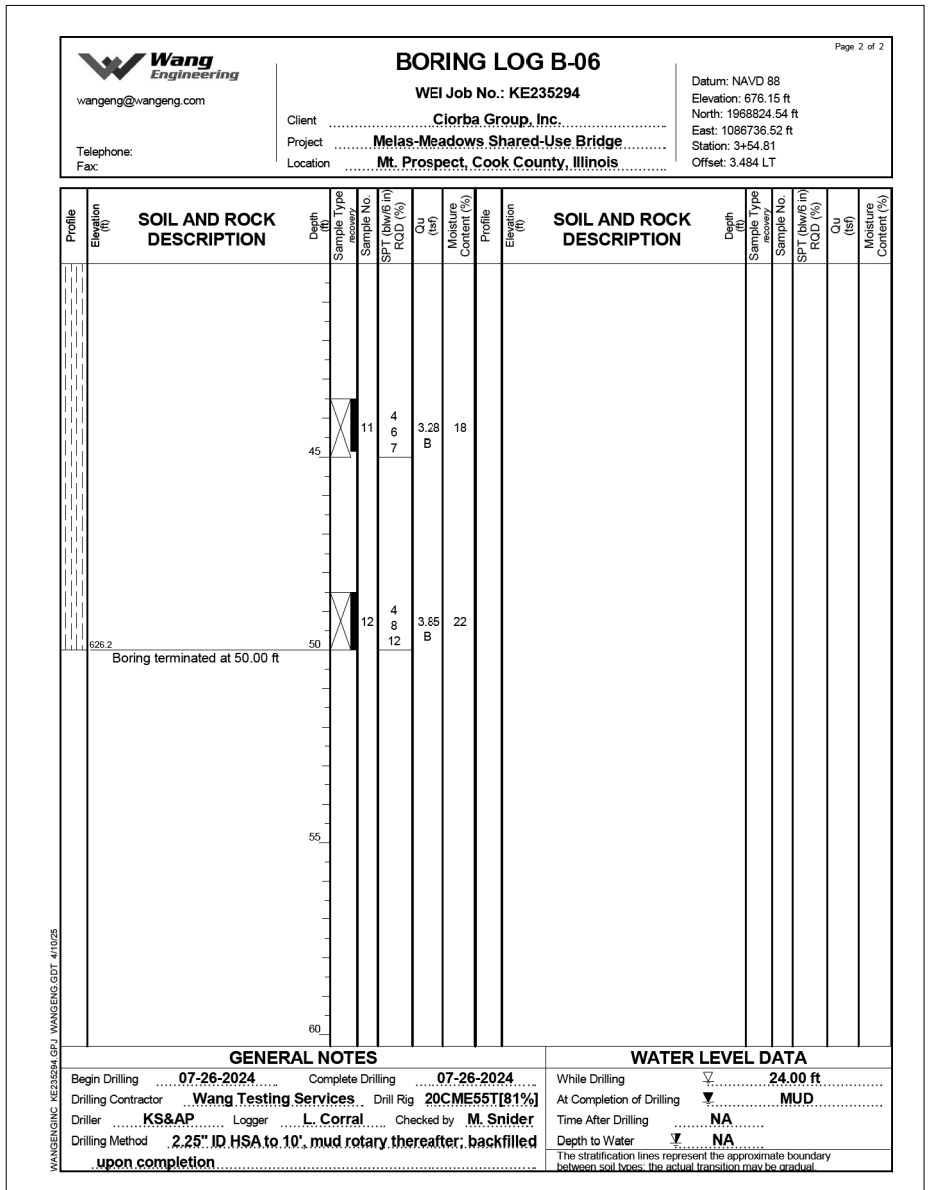 Page 2 of 2
Wang
Engineering
wangeng@wangeng.com
Telephone:
Fax:
BORING LOG B-06
WEI Job No.: KE235294
Client Ciorba Group, Inc.
Project Melas-Meadows Shared-Use Bridge
Location Mt. Prospect, Cook County, Illinois
Datum: NAVD 88
Elevation: 676.15 ft
North: 1968824.54 ft
East: 1086736.52 ft
Station: 3+54.81
Offset: 3.484 LT
Profile
Elevation
(ft)
SOIL AND ROCK
DESCRIPTION
Depth
(ft)
Sample Type
recovery
Sample No.
SPT (blw/6 in)
RQD (%)
Qu
(tsf)
Moisture
Content (%)
Profile
Elevation
(ft)
SOIL AND ROCK
DESCRIPTION
Depth
(ft)
Sample Type
recovery
Sample No.
SPT (blw/6 in)
RQD (%)
Qu
(tsf)
Moisture
Content (%)
45
11
4
6
7
3.28
B
18
12
4
8
12
3.85
B
22
626.2
50
Boring terminated at 50.00 ft
55
60
GENERAL NOTES
Begin Drilling 07-26-2024 Complete Drilling 07-26-2024
Drilling Contractor Wang Testing Services Drill Rig 20CME55T[81%]
Driller KS&AP Logger L. Corral Checked by M. Snider
Drilling Method 2.25" ID HSA to 10', mud rotary thereafter; backfilled
upon completion
WATER LEVEL DATA
While Drilling 24.00 ft
At Completion of Drilling MUD
Time After Drilling NA
Depth to Water NA
The stratification lines represent the approximate boundary
between soil types; the actual transition may be gradual.
WANGENGINC KE235294.GPJ WANGENG.GDT 4/10/25